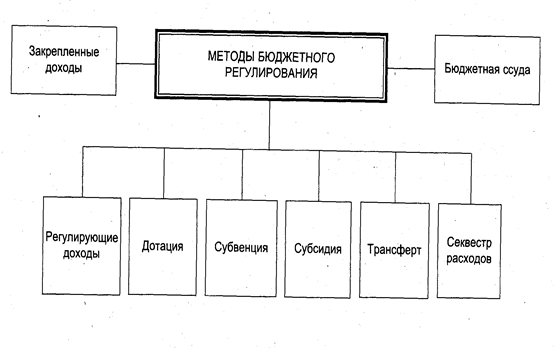 Закрепленные
доходы
МЕТОДЫ БЮДЖЕТНОГО
РЕГУЛИРОВАНИЯ
Бюджетная ссуда
Регулирующие
доходы
Дотация
Субвенция
Субсидия
Трансферт
Секвестр
расходов